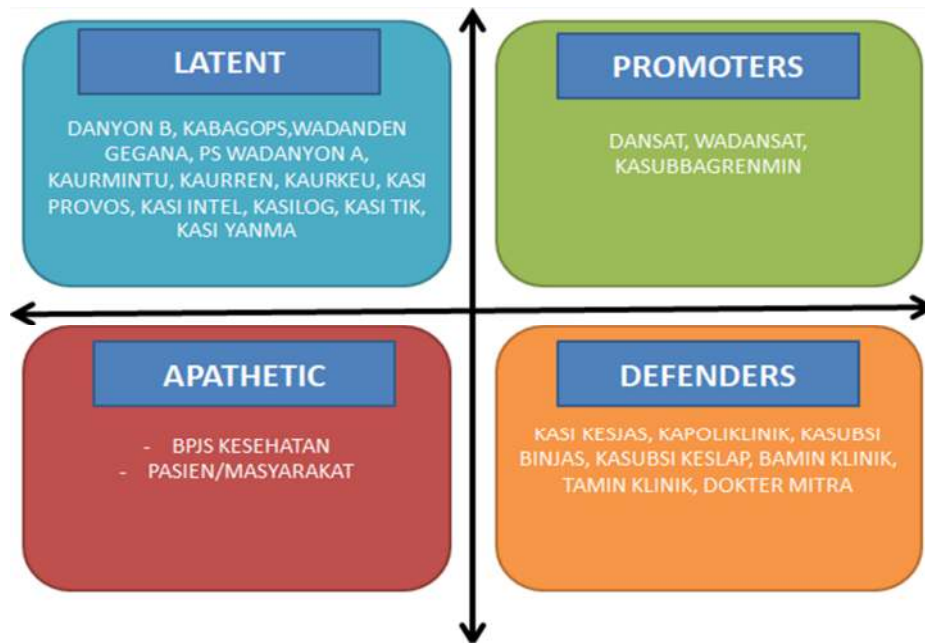 LATENT
DANYON B, KABAGOPS,WADANDEN
GEGANA, PS WADANYON A,
KAURMINTU, KAURREN, KAURKEU, KASI
PROVOS, KASI INTEL, KASILOG, KASI TIK,
KASI YANMA
PROMOTERS
DANSAT, WADANSAT,
KASUBBAGRENMIN
APATHETIC
- BPJS KESEHATAN
- PASIEN/MASYARAKAT
DEFENDERS
KASI KESJAS, KAPOLIKLINIK, KASUBSI
BINJAS, KASUBSI KESLAP, BAMIN KLINIK,
TAMIN KLINIK, DOKTER MITRA